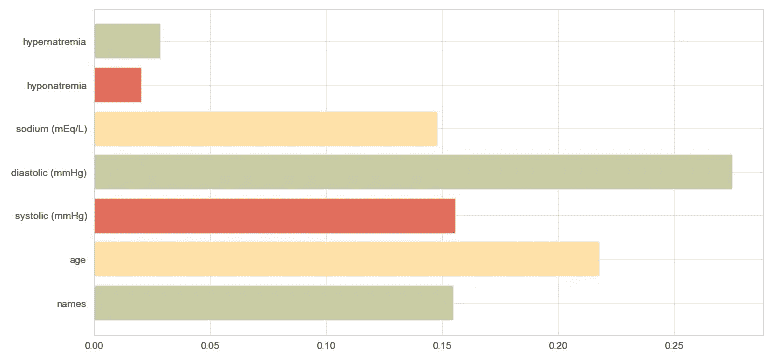 hypernatremia
hyponatremia
sodium (mEq/L)
diastolic (mmHg)
systolic (mmHg)
age
names
0.00 0.05 0.10 0.15 0.20 0.25